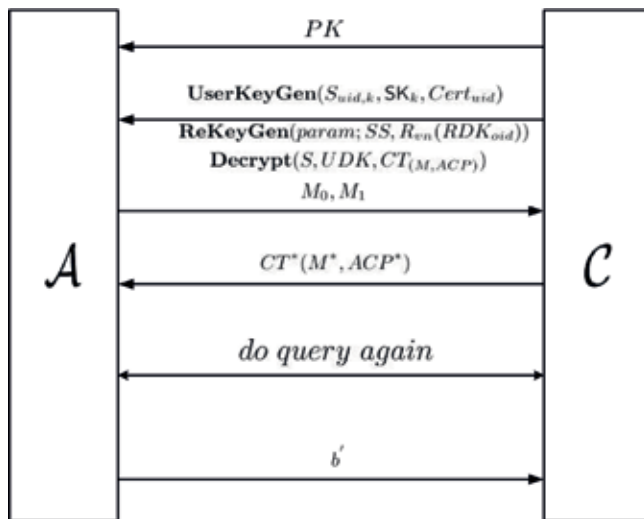 PK
UserKeyGen(S_{uid,k}, SK_k, Cert_{uid})
ReKeyGen(param; SS, R_{en}(RDK_{oid}))
Decrypt(S, UDK, CT_{(M,ACP)})
M_0, M_1
A
C
CT*(M*, ACP*)
do query again
b′